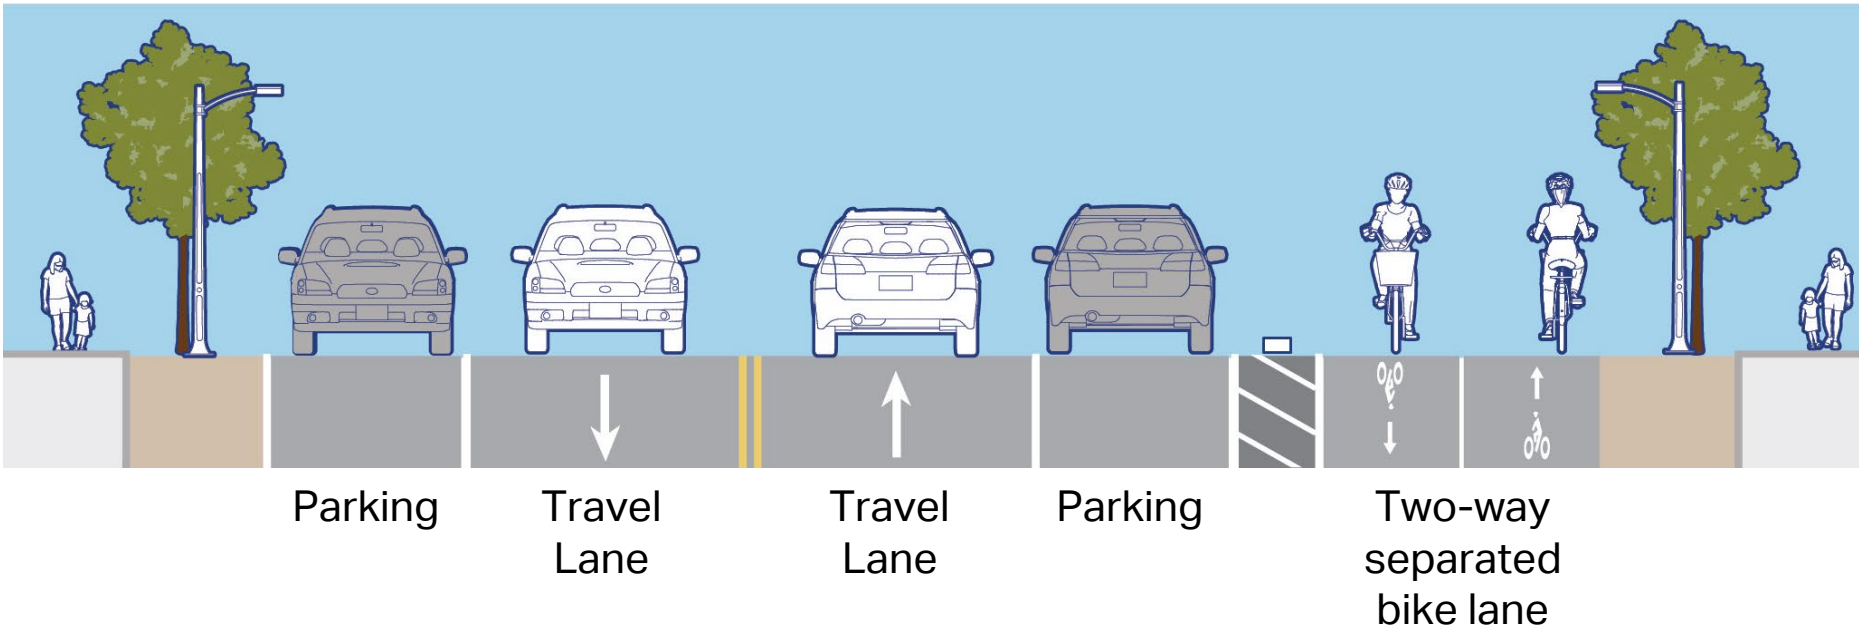 Parking
Travel
Lane
Travel
Lane
Parking
Two-way
separated
bike lane